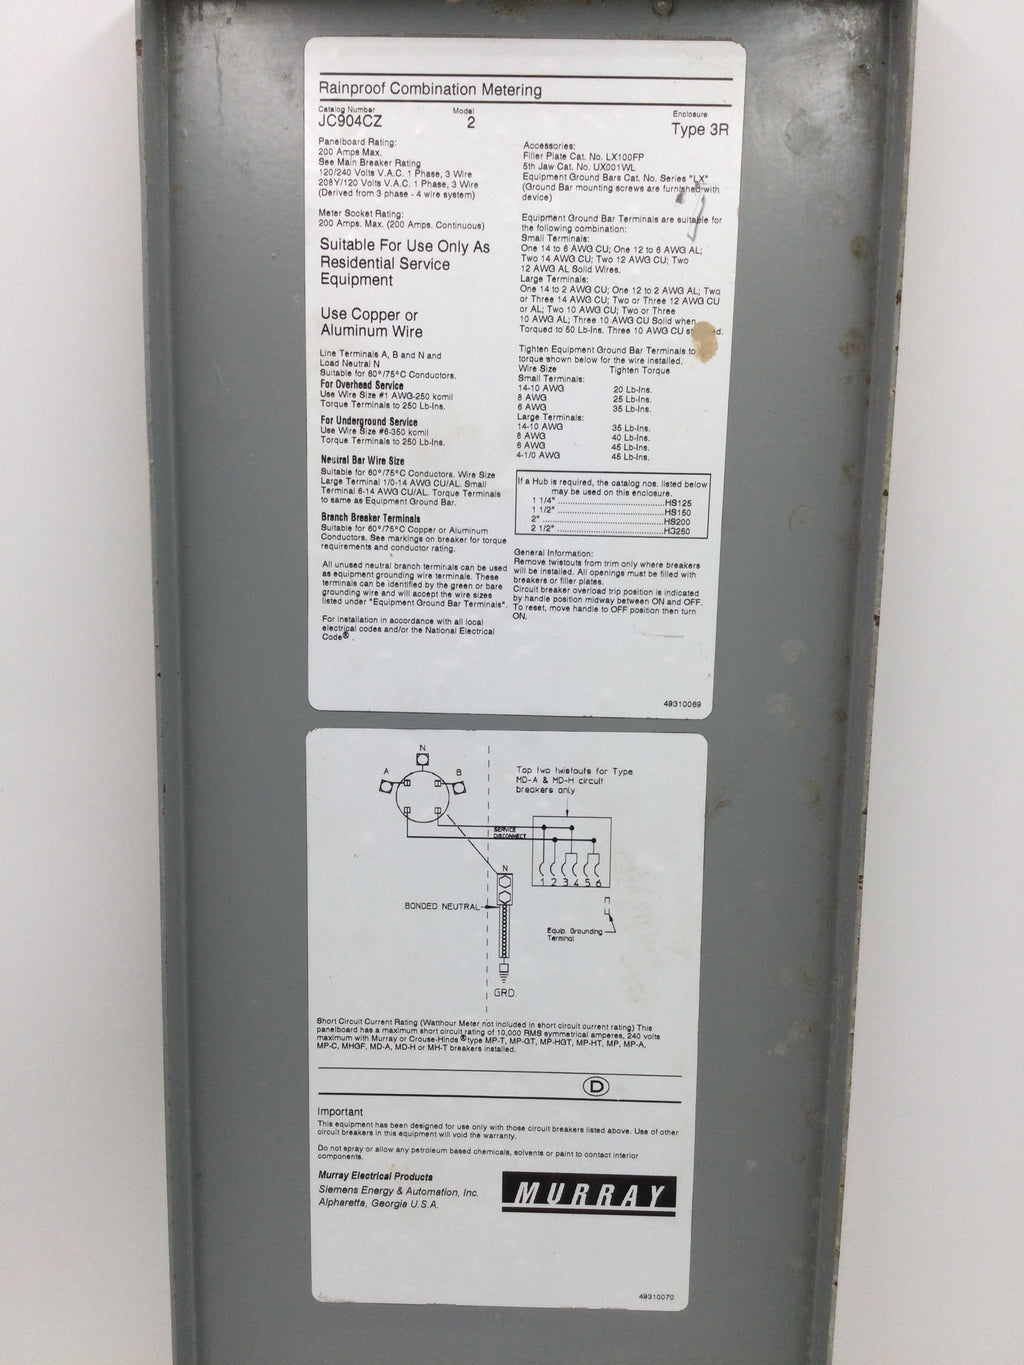 Rainproof Combination Metering
Catalog Number
JC904CZ
Model
2
Enclosure
Type 3R
Panelboard Rating:
200 Amps Max.
See Main Breaker Rating
120/240 Volts V.A.C. 1 Phase, 3 Wire
208Y/120 Volts V.A.C. 1 Phase, 3 Wire
(Derived from 3 phase - 4 wire system)
Meter Socket Rating:
200 Amps. Max. (200 Amps. Continuous)
Suitable For Use Only As
Residential Service
Equipment
Use Copper or
Aluminum Wire
Line Terminals A, B and N and
Load Neutral N
Suitable for 60°/75°C Conductors.
For Overhead Service
Use Wire Size #1 AWG-250 kcmil
Torque Terminals to 250 Lb-Ins.
For Underground Service
Use Wire Size #6-350 kcmil
Torque Terminals to 250 Lb-Ins.
Neutral Bar Wire Size
Suitable for 60°/75°C Conductors. Wire Size
Large Terminal 1/0-14 AWG CU/AL. Small
Terminal 6-14 AWG CU/AL. Torque Terminals
to same as Equipment Ground Bar.
Branch Breaker Terminals
Suitable for 60°/75°C Copper or Aluminum
Conductors. See markings on breaker for torque
requirements and conductor rating.
All unused neutral branch terminals can be used
as equipment grounding wire terminals. These
terminals can be identified by the green or bare
grounding wire and will accept the wire sizes
listed under "Equipment Ground Bar Terminals".
For installation in accordance with all local
electrical codes and/or the National Electrical
Code®.
Accessories:
Filler Plate Cat. No. LX100FP
5th Jaw Cat. No. UX001WL
Equipment Ground Bars Cat. No. Series "LX"
(Ground Bar mounting screws are furnished with
device)
Equipment Ground Bar Terminals are suitable for
the following combination:
Small Terminals:
One 14 to 6 AWG CU; One 12 to 6 AWG AL;
Two 14 AWG CU; Two 12 AWG CU; Two
12 AWG AL Solid Wires.
Large Terminals:
One 14 to 2 AWG CU; One 12 to 2 AWG AL; Two
or Three 14 AWG CU; Two or Three 12 AWG CU
or AL; Two 10 AWG CU; Two or Three
10 AWG AL; Three 10 AWG CU Solid when
Torqued to 50 Lb-Ins. Three 10 AWG CU
Tighten Equipment Ground Bar Terminals to
torque shown below for the wire installed.
Wire Size Tighten Torque
Small Terminals:
14-10 AWG 20 Lb-Ins.
8 AWG 25 Lb-Ins.
6 AWG 35 Lb-Ins.
Large Terminals:
14-10 AWG 35 Lb-Ins.
8 AWG 40 Lb-Ins.
6 AWG 45 Lb-Ins.
4-1/0 AWG 45 Lb-Ins.
If a Hub is required, the catalog nos. listed below
may be used on this enclosure.
1 1/4" ........ HS125
1 1/2" ........ HS150
2" ........ HS200
2 1/2" ........ HS250
General Information:
Remove twistouts from trim only where breakers
will be installed. All openings must be filled with
breakers or filler plates.
Circuit breaker overload trip position is indicated
by handle position midway between ON and OFF.
To reset, move handle to OFF position then turn
ON.
49310069
N
A
B
Top two twistouts for Type
MD-A & MD-H circuit
breakers only
SERVICE
DISCONNECT
N
1 2 3 4 5 6
BONDED NEUTRAL
Equip. Grounding
Terminal
GRD.
Short Circuit Current Rating (Watthour Meter not included in short circuit current rating) This
panelboard has a maximum short circuit rating of 10,000 RMS symmetrical amperes, 240 volts
maximum with Murray or Crouse-Hinds® type MP-T, MP-GT, MP-HGT, MP-HT, MP, MP-A,
MP-C, MHGF, MD-A, MD-H or MH-T breakers installed.
D
Important
This equipment has been designed for use only with those circuit breakers listed above. Use of other
circuit breakers in this equipment will void the warranty.
Do not spray or allow any petroleum based chemicals, solvents or paint to contact interior
components.
Murray Electrical Products
Siemens Energy & Automation, Inc.
Alpharetta, Georgia U.S.A.
MURRAY
49310070